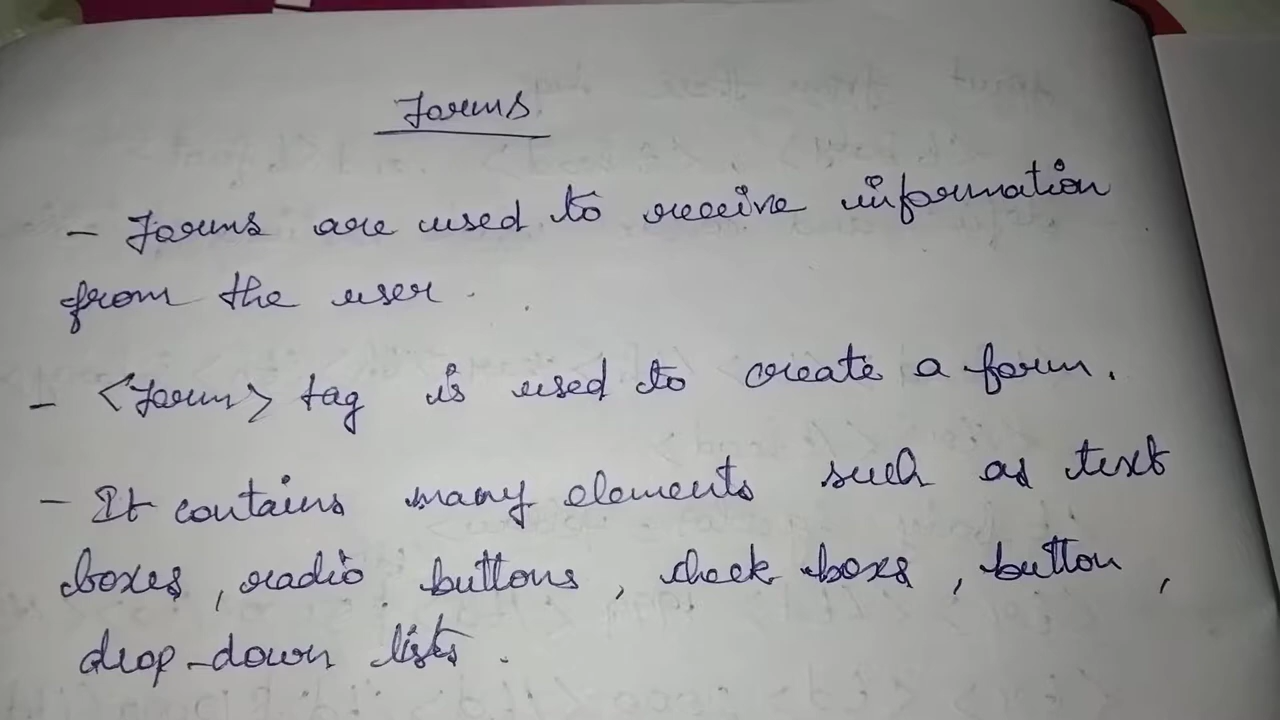 Forms
- Forms are used to receive information
from the user.
- <Form> tag is used to create a form.
- It contains many elements such as text
boxes, radio buttons, check boxs, button,
drop-down lists.